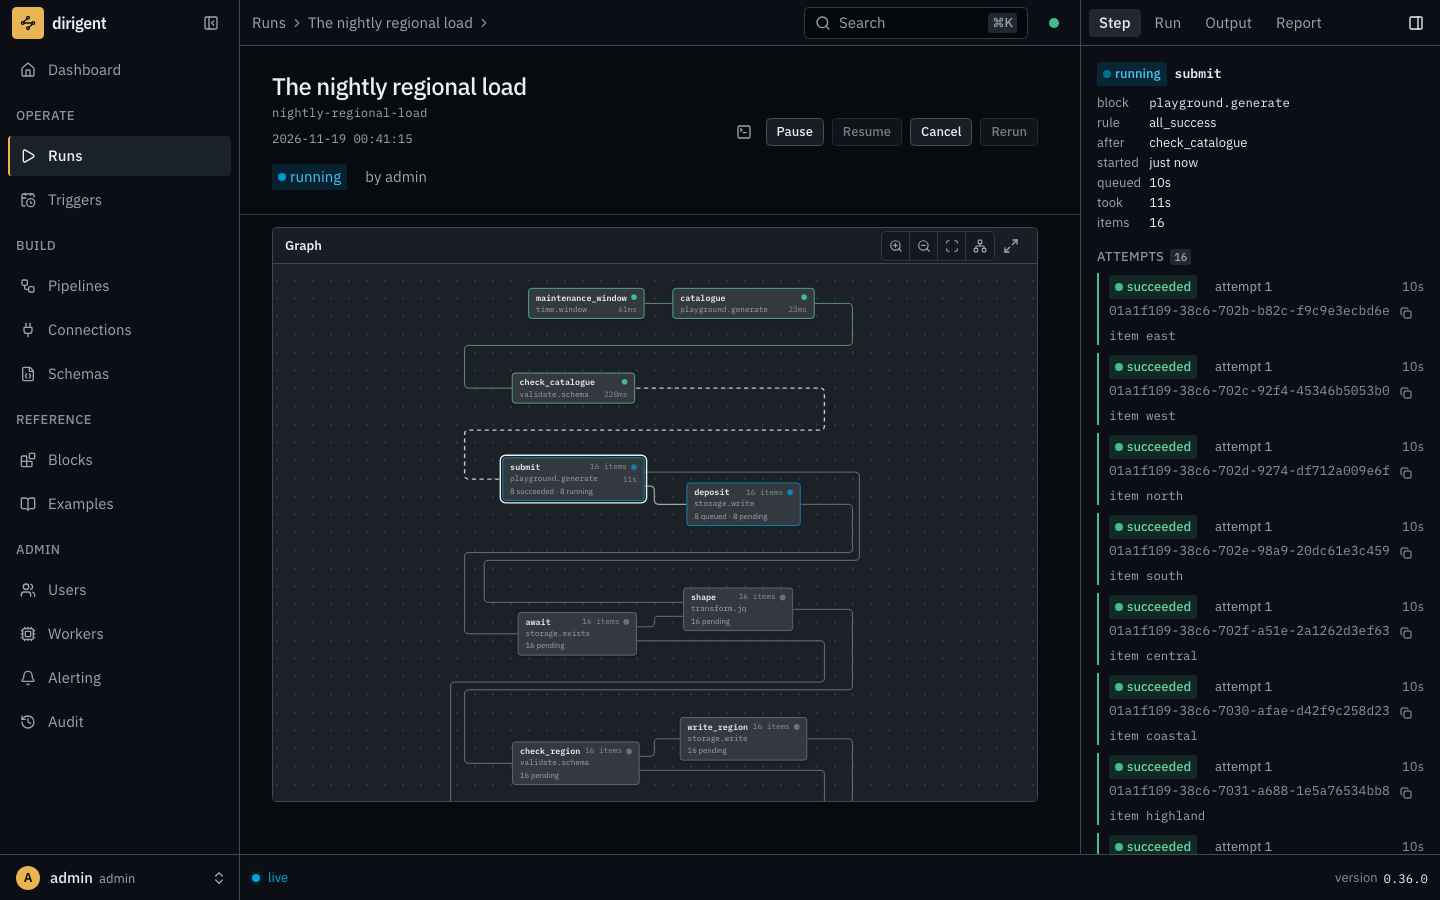 dirigent
Dashboard
OPERATE
Runs
Triggers
BUILD
Pipelines
Connections
Schemas
REFERENCE
Blocks
Examples
ADMIN
Users
Workers
Alerting
Audit
A admin admin
Runs > The nightly regional load >
Search ⌘K
The nightly regional load
nightly-regional-load
2026-11-19 00:41:15
Pause Resume Cancel Rerun
running by admin
Graph
maintenance_window
time.window 61ms
catalogue
playground.generate 23ms
check_catalogue
validate.schema 220ms
submit 16 items
playground.generate 11s
8 succeeded · 8 running
deposit 16 items
storage.write
8 queued · 8 pending
shape 16 items
transform.jq
16 pending
await 16 items
storage.exists
16 pending
write_region 16 items
storage.write
16 pending
check_region 16 items
validate.schema
16 pending
live
Step Run Output Report
running submit
block playground.generate
rule all_success
after check_catalogue
started just now
queued 10s
took 11s
items 16
ATTEMPTS 16
succeeded attempt 1 10s
01a1f109-38c6-702b-b82c-f9c9e3ecbd6e
item east
succeeded attempt 1 10s
01a1f109-38c6-702c-92f4-45346b5053b0
item west
succeeded attempt 1 10s
01a1f109-38c6-702d-9274-df712a009e6f
item north
succeeded attempt 1 10s
01a1f109-38c6-702e-98a9-20dc61e3c459
item south
succeeded attempt 1 10s
01a1f109-38c6-702f-a51e-2a1262d3ef63
item central
succeeded attempt 1 10s
01a1f109-38c6-7030-afae-d42f9c258d23
item coastal
succeeded attempt 1 10s
01a1f109-38c6-7031-a688-1e5a76534bb8
item highland
succeeded attempt 1 10s
version 0.36.0